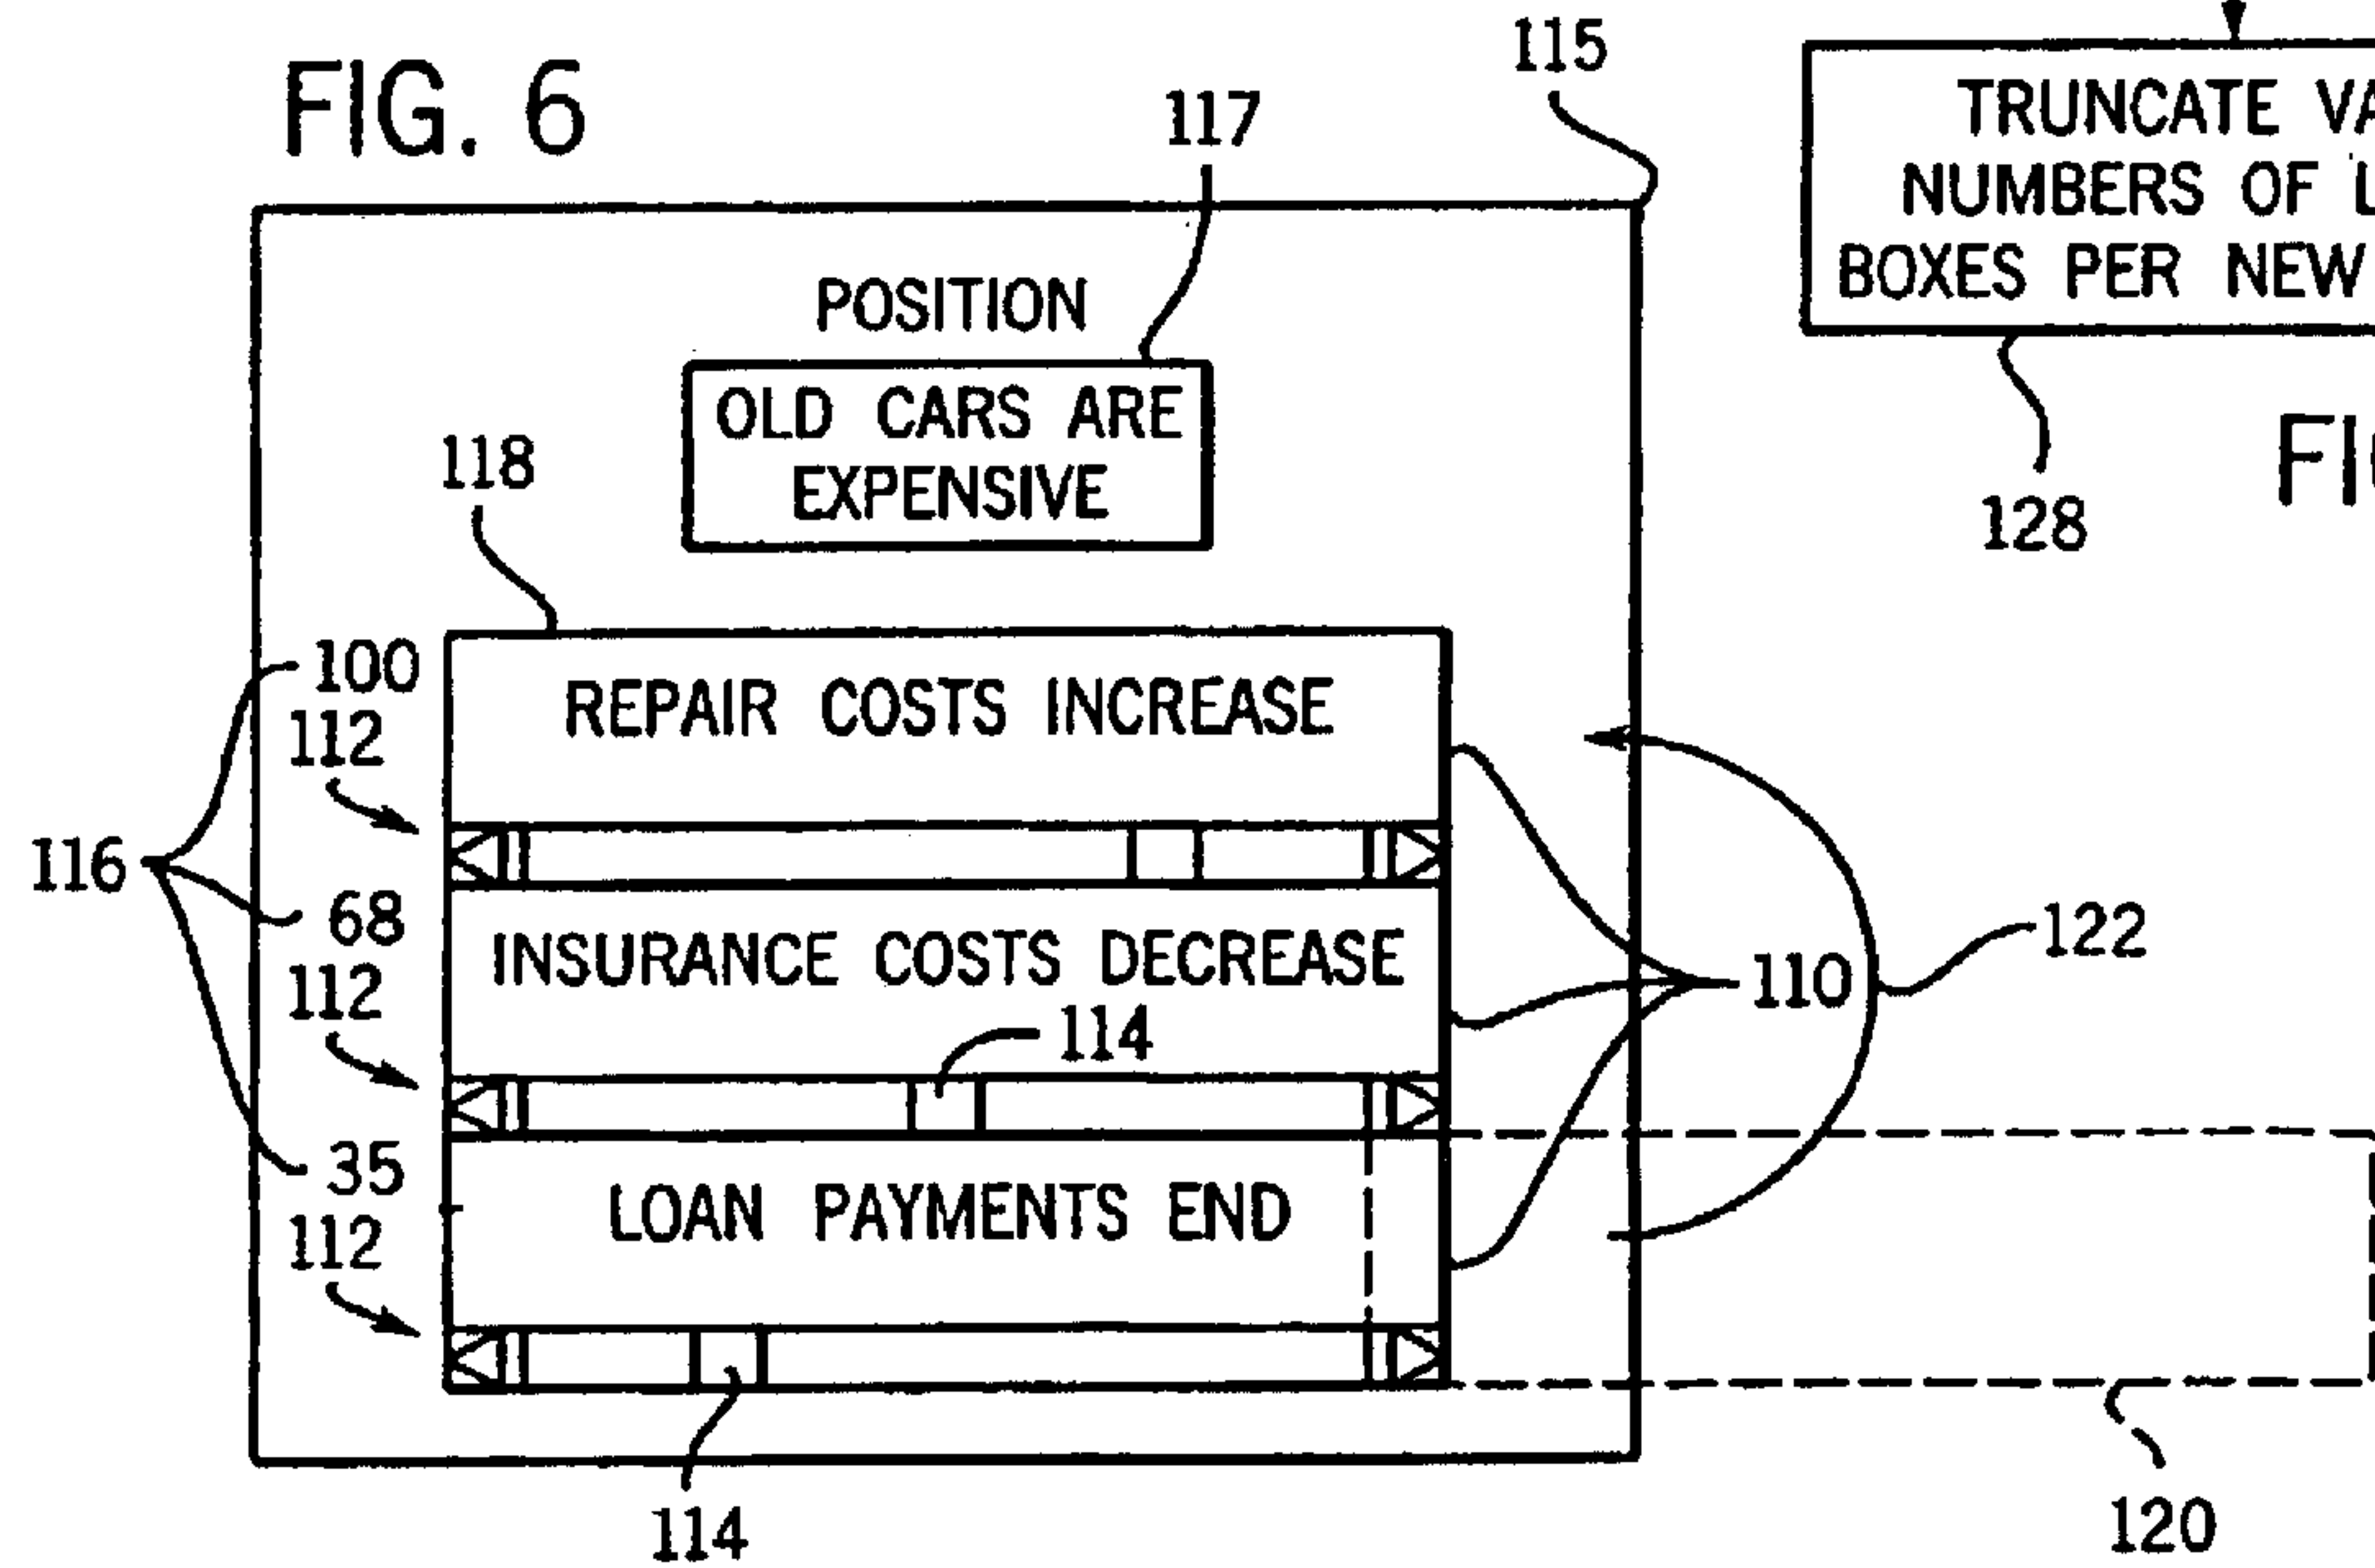 FIG. 6
115
117
TRUNCATE
NUMBERS OF
BOXES PER NEW
128
POSITION
OLD CARS ARE
EXPENSIVE
118
100
REPAIR COSTS INCREASE
112
116
68
INSURANCE COSTS DECREASE
122
110
112
114
35
LOAN PAYMENTS END
112
114
120